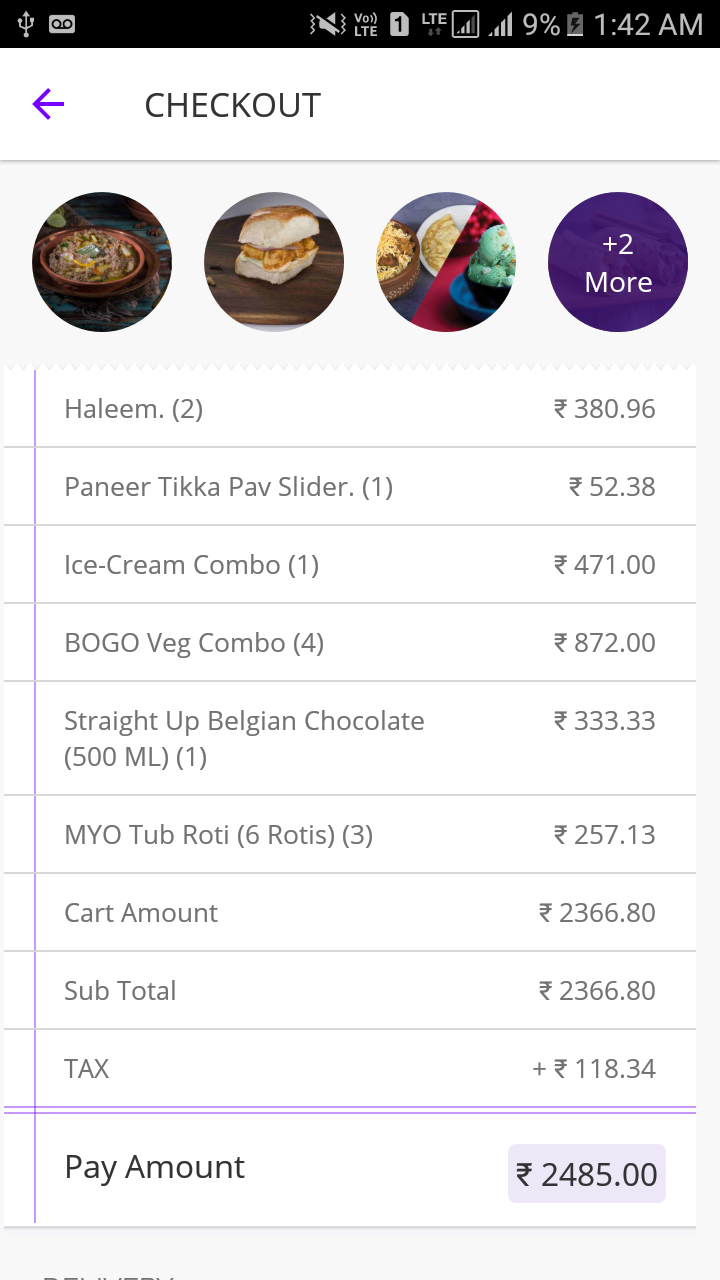 Vo)) LTE 1 LTE 9% 1:42 AM
CHECKOUT
+2
More
Haleem. (2) ₹ 380.96
Paneer Tikka Pav Slider. (1) ₹ 52.38
Ice-Cream Combo (1) ₹ 471.00
BOGO Veg Combo (4) ₹ 872.00
Straight Up Belgian Chocolate ₹ 333.33
(500 ML) (1)
MYO Tub Roti (6 Rotis) (3) ₹ 257.13
Cart Amount ₹ 2366.80
Sub Total ₹ 2366.80
TAX + ₹ 118.34
Pay Amount ₹ 2485.00
DELIVERY